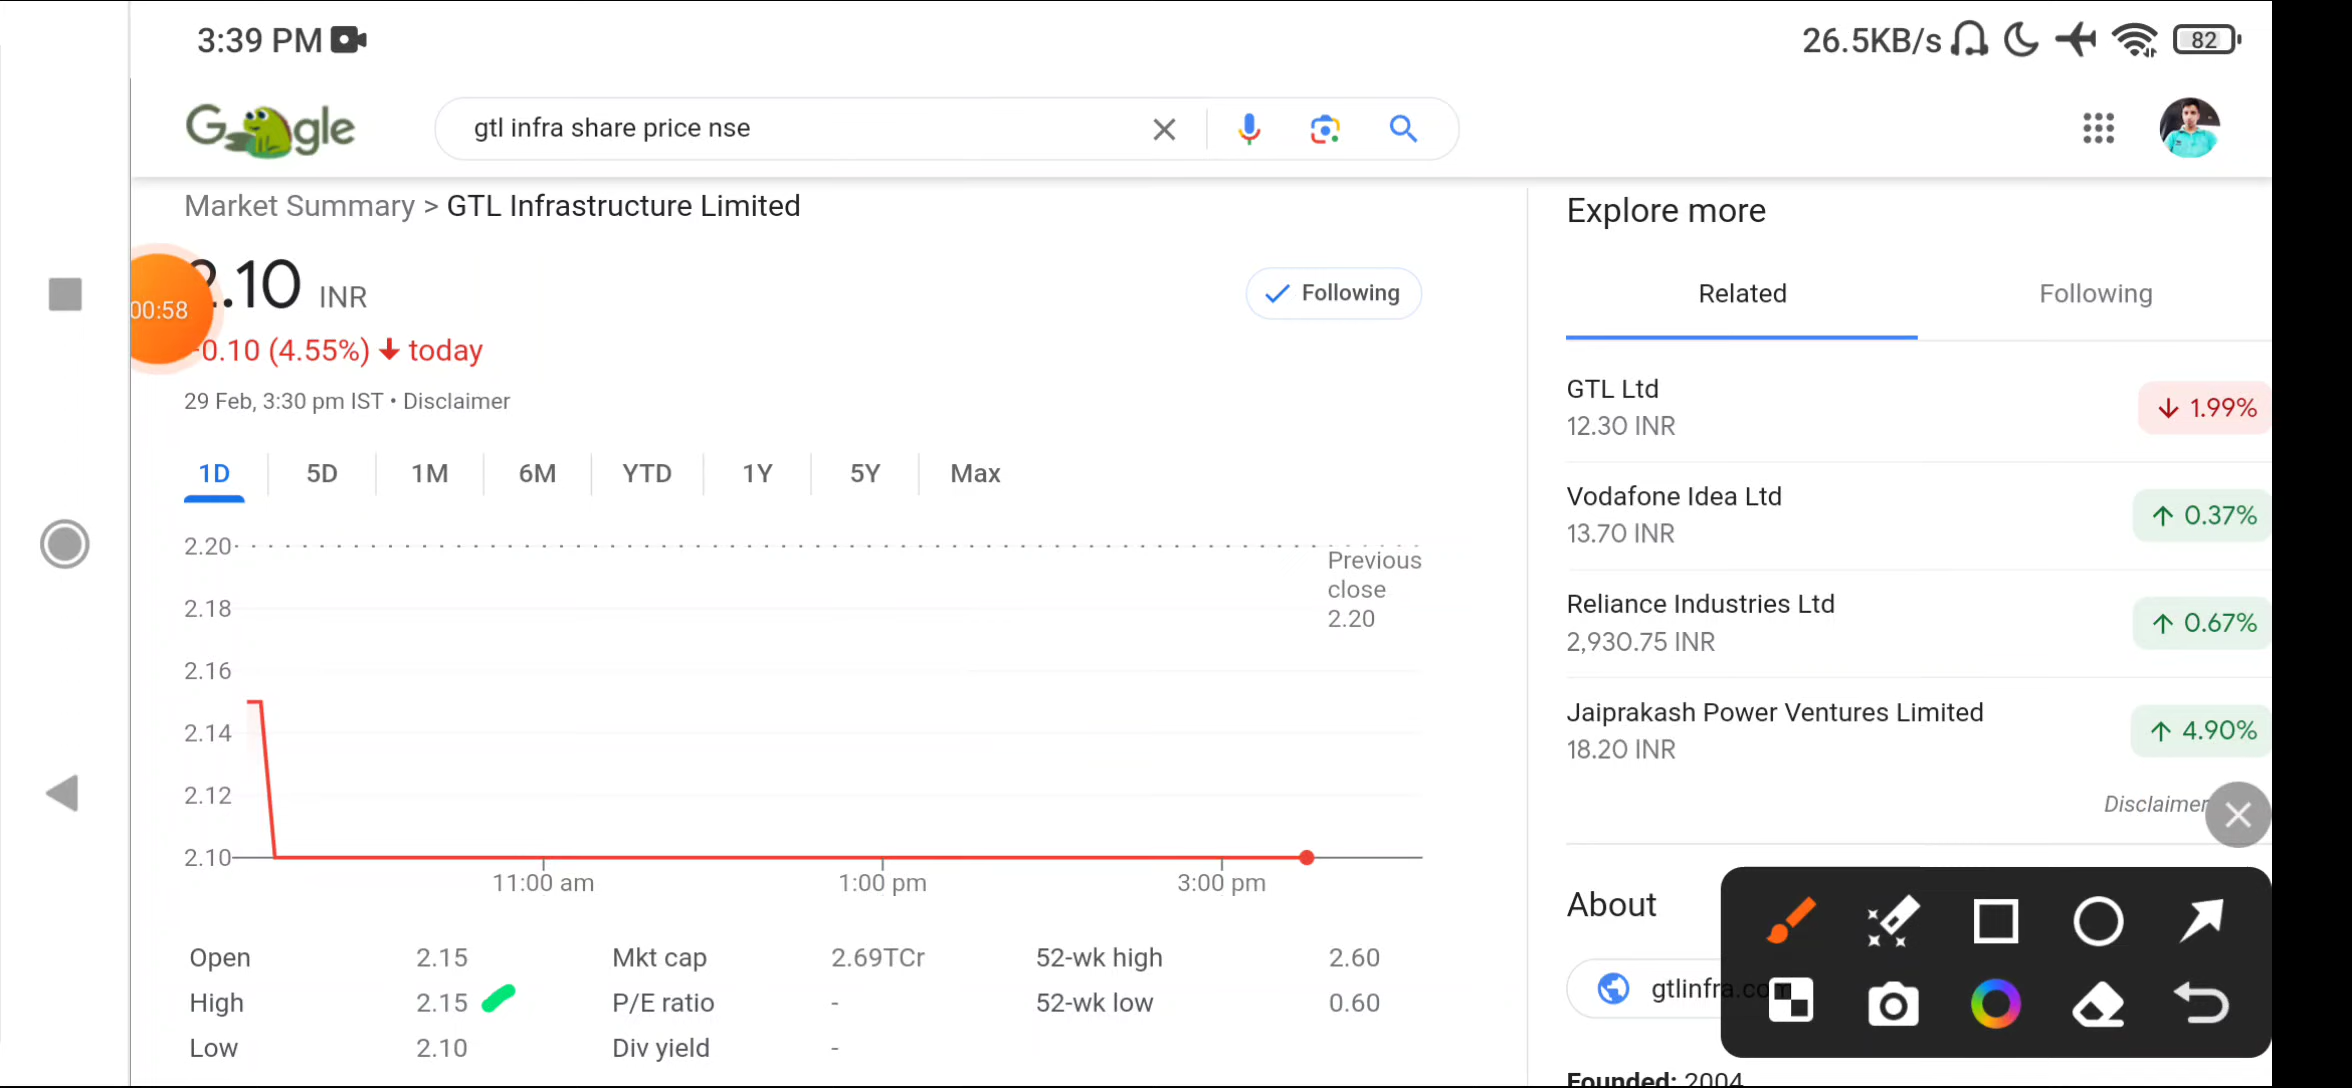 3:39 PM
26.5KB/s
82
Google
gtl infra share price nse
Market Summary > GTL Infrastructure Limited
2.10 INR
00:58
-0.10 (4.55%) today
29 Feb, 3:30 pm IST • Disclaimer
Following
1D
5D
1M
6M
YTD
1Y
5Y
Max
2.20
2.18
2.16
2.14
2.12
2.10
Previous
close
2.20
11:00 am
1:00 pm
3:00 pm
Open 2.15 Mkt cap 2.69TCr 52-wk high 2.60
High 2.15 P/E ratio - 52-wk low 0.60
Low 2.10 Div yield -
Explore more
Related
Following
GTL Ltd
12.30 INR
1.99%
Vodafone Idea Ltd
13.70 INR
0.37%
Reliance Industries Ltd
2,930.75 INR
0.67%
Jaiprakash Power Ventures Limited
18.20 INR
4.90%
Disclaimer
About
gtlinfra.com
Founded: 2004